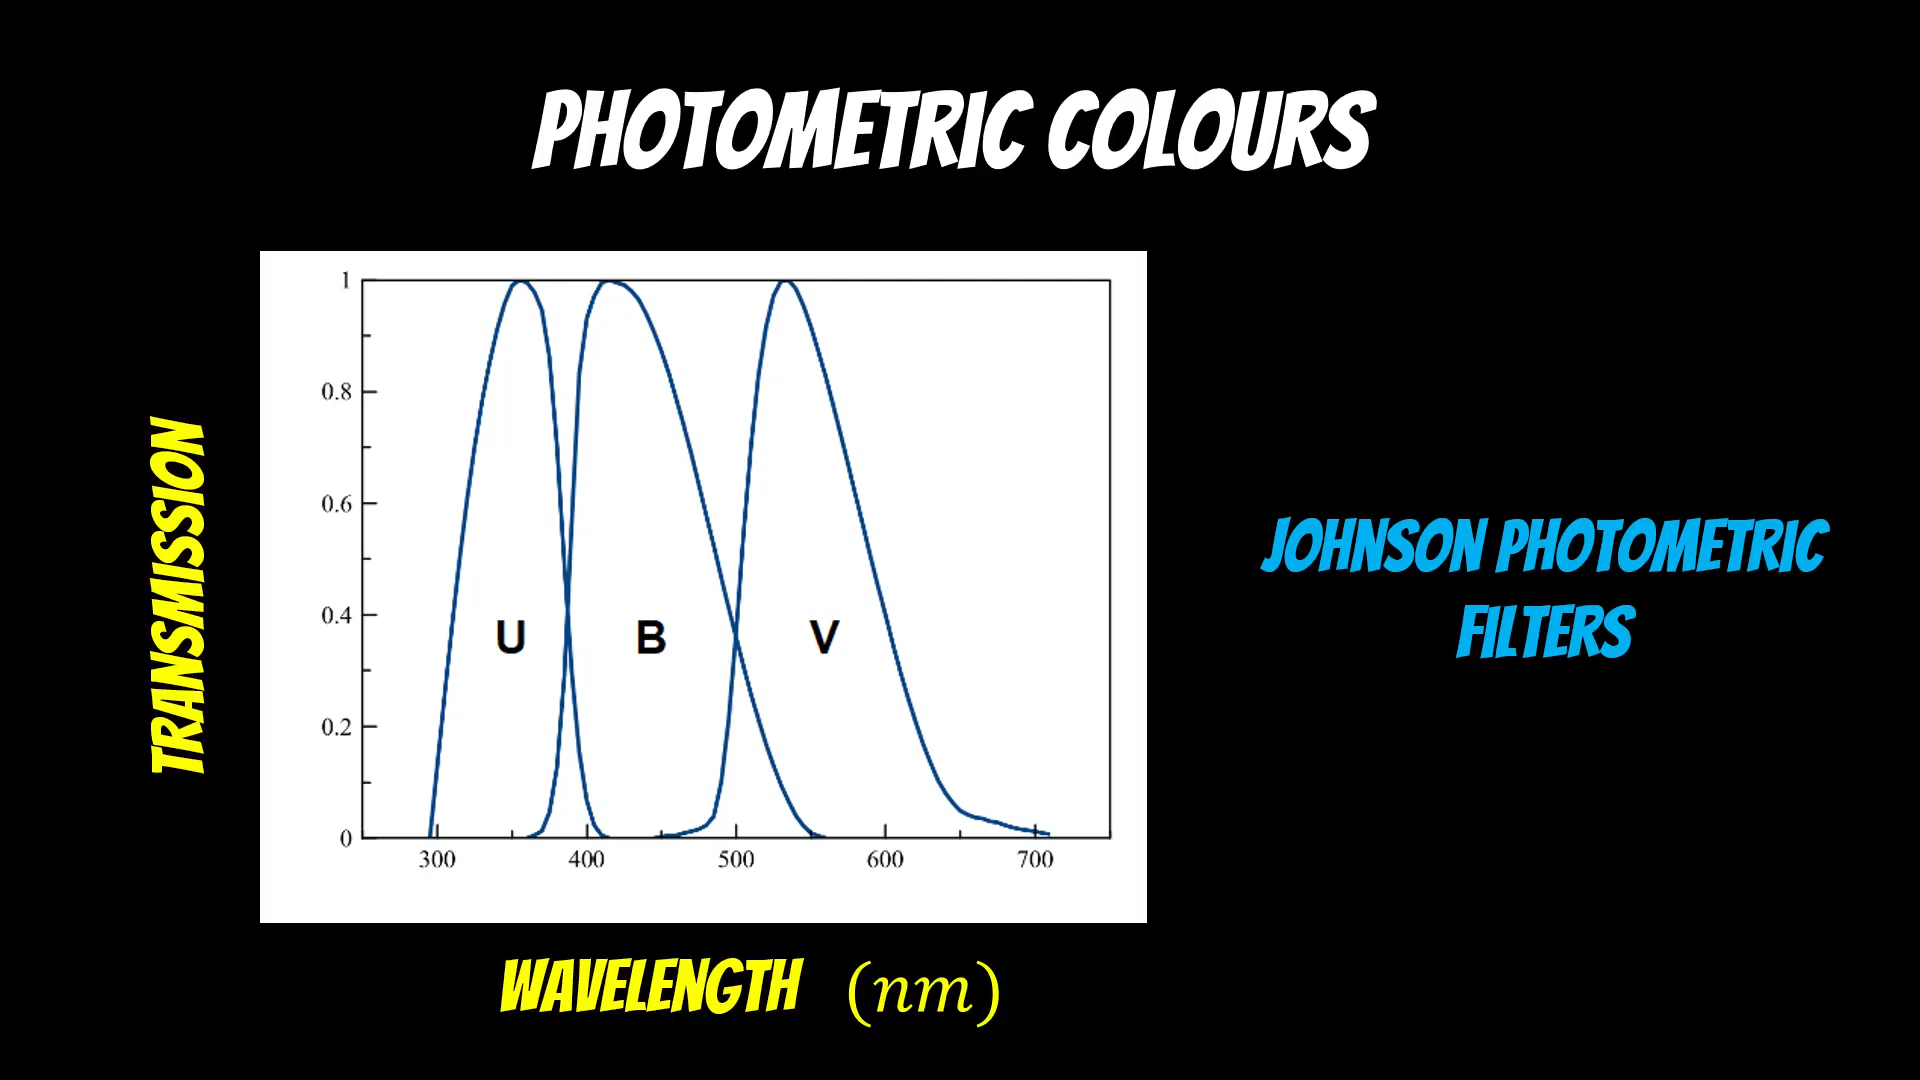 PHOTOMETRIC COLOURS
TRANSMISSION
1
0.8
0.6
0.4
0.2
0
U B V
300 400 500 600 700
WAVELENGTH (nm)
JOHNSON PHOTOMETRIC
FILTERS